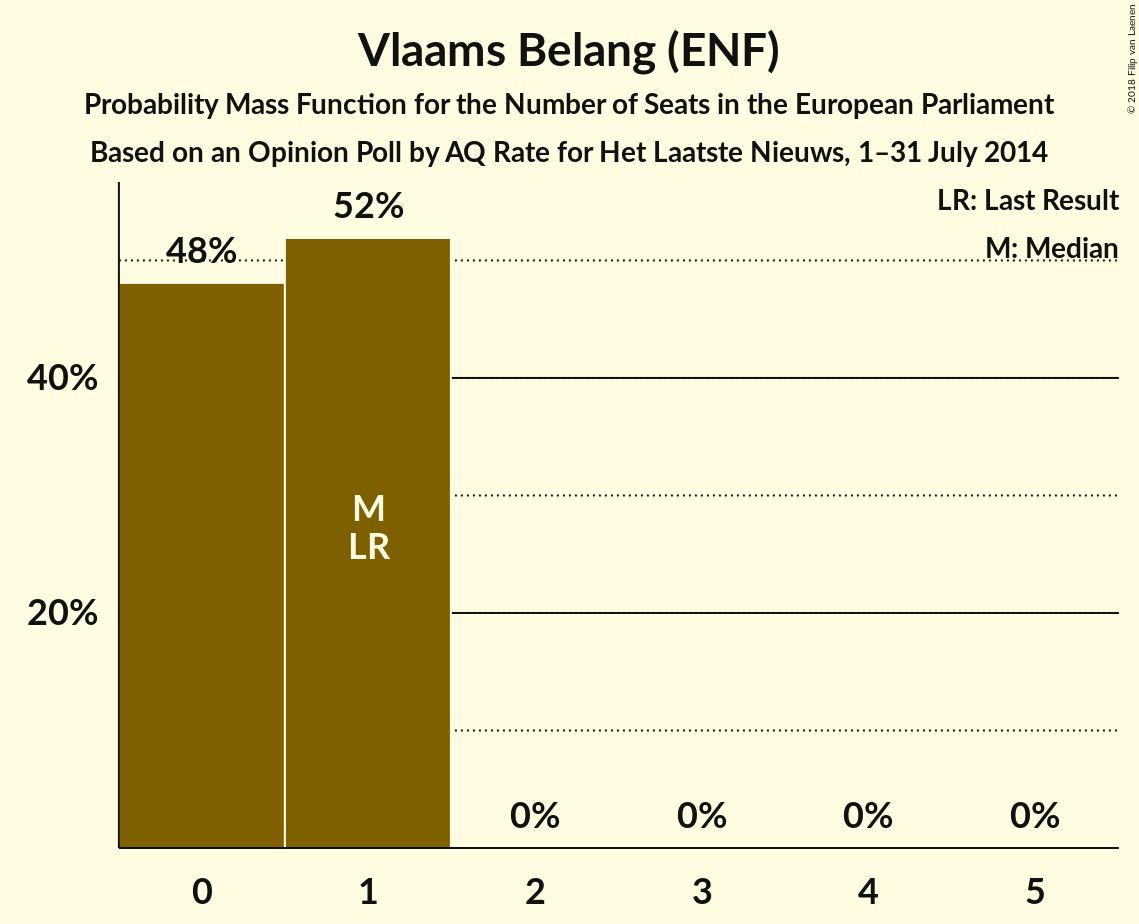 Vlaams Belang (ENF)
Probability Mass Function for the Number of Seats in the European Parliament
Based on an Opinion Poll by AQ Rate for Het Laatste Nieuws, 1–31 July 2014
© 2018 Filip van Laenen
LR: Last Result
M: Median
52%
48%
40%
20%
M
LR
0%
0%
0%
0%
0
1
2
3
4
5